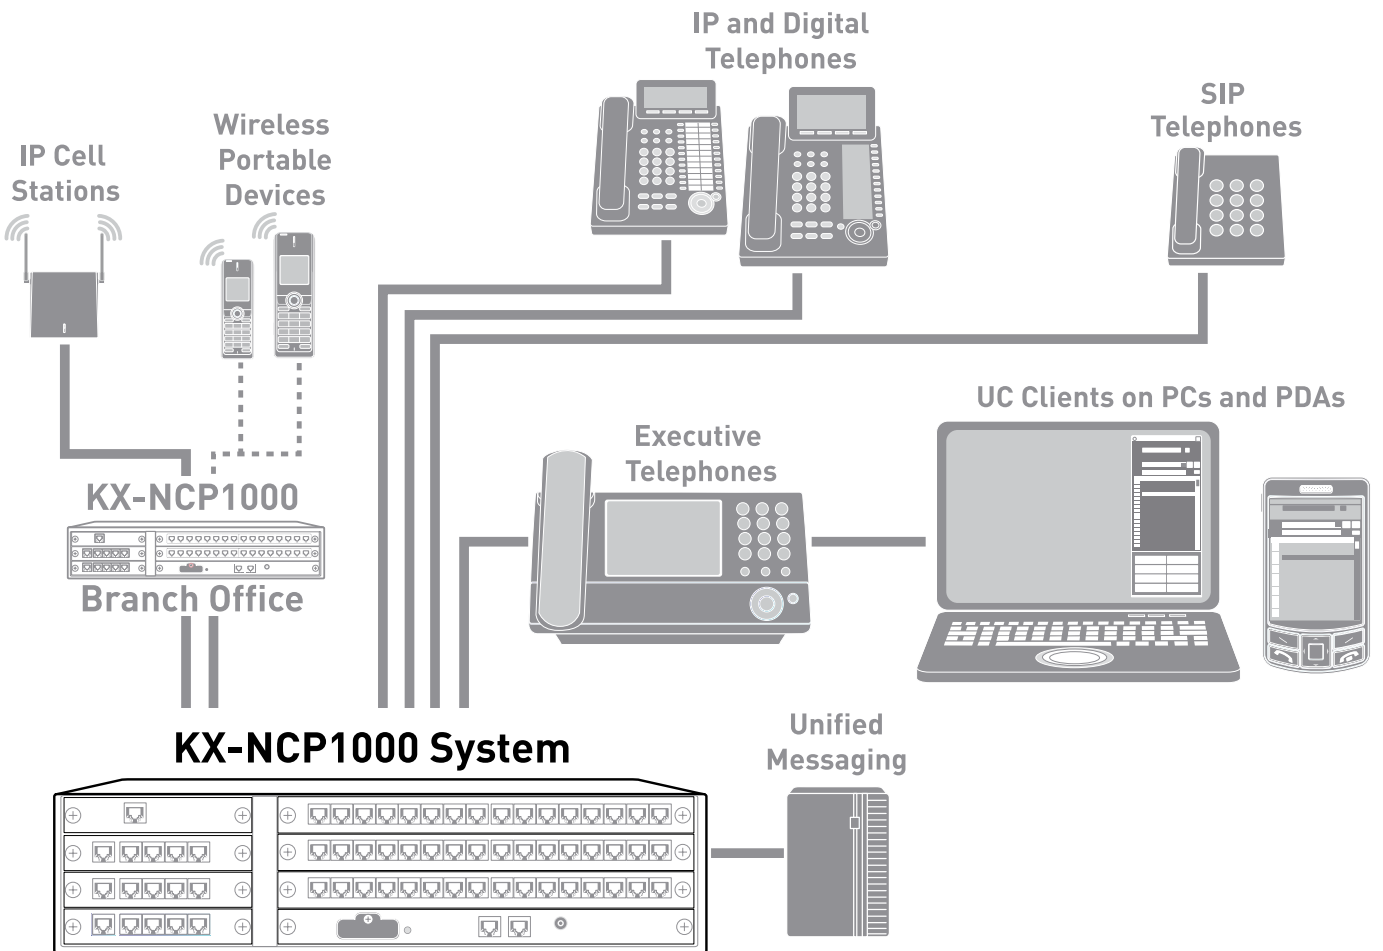 IP and Digital
Telephones
SIP
Telephones
Wireless
Portable
Devices
IP Cell
Stations
UC Clients on PCs and PDAs
Executive
Telephones
KX-NCP1000
Branch Office
KX-NCP1000 System
Unified
Messaging